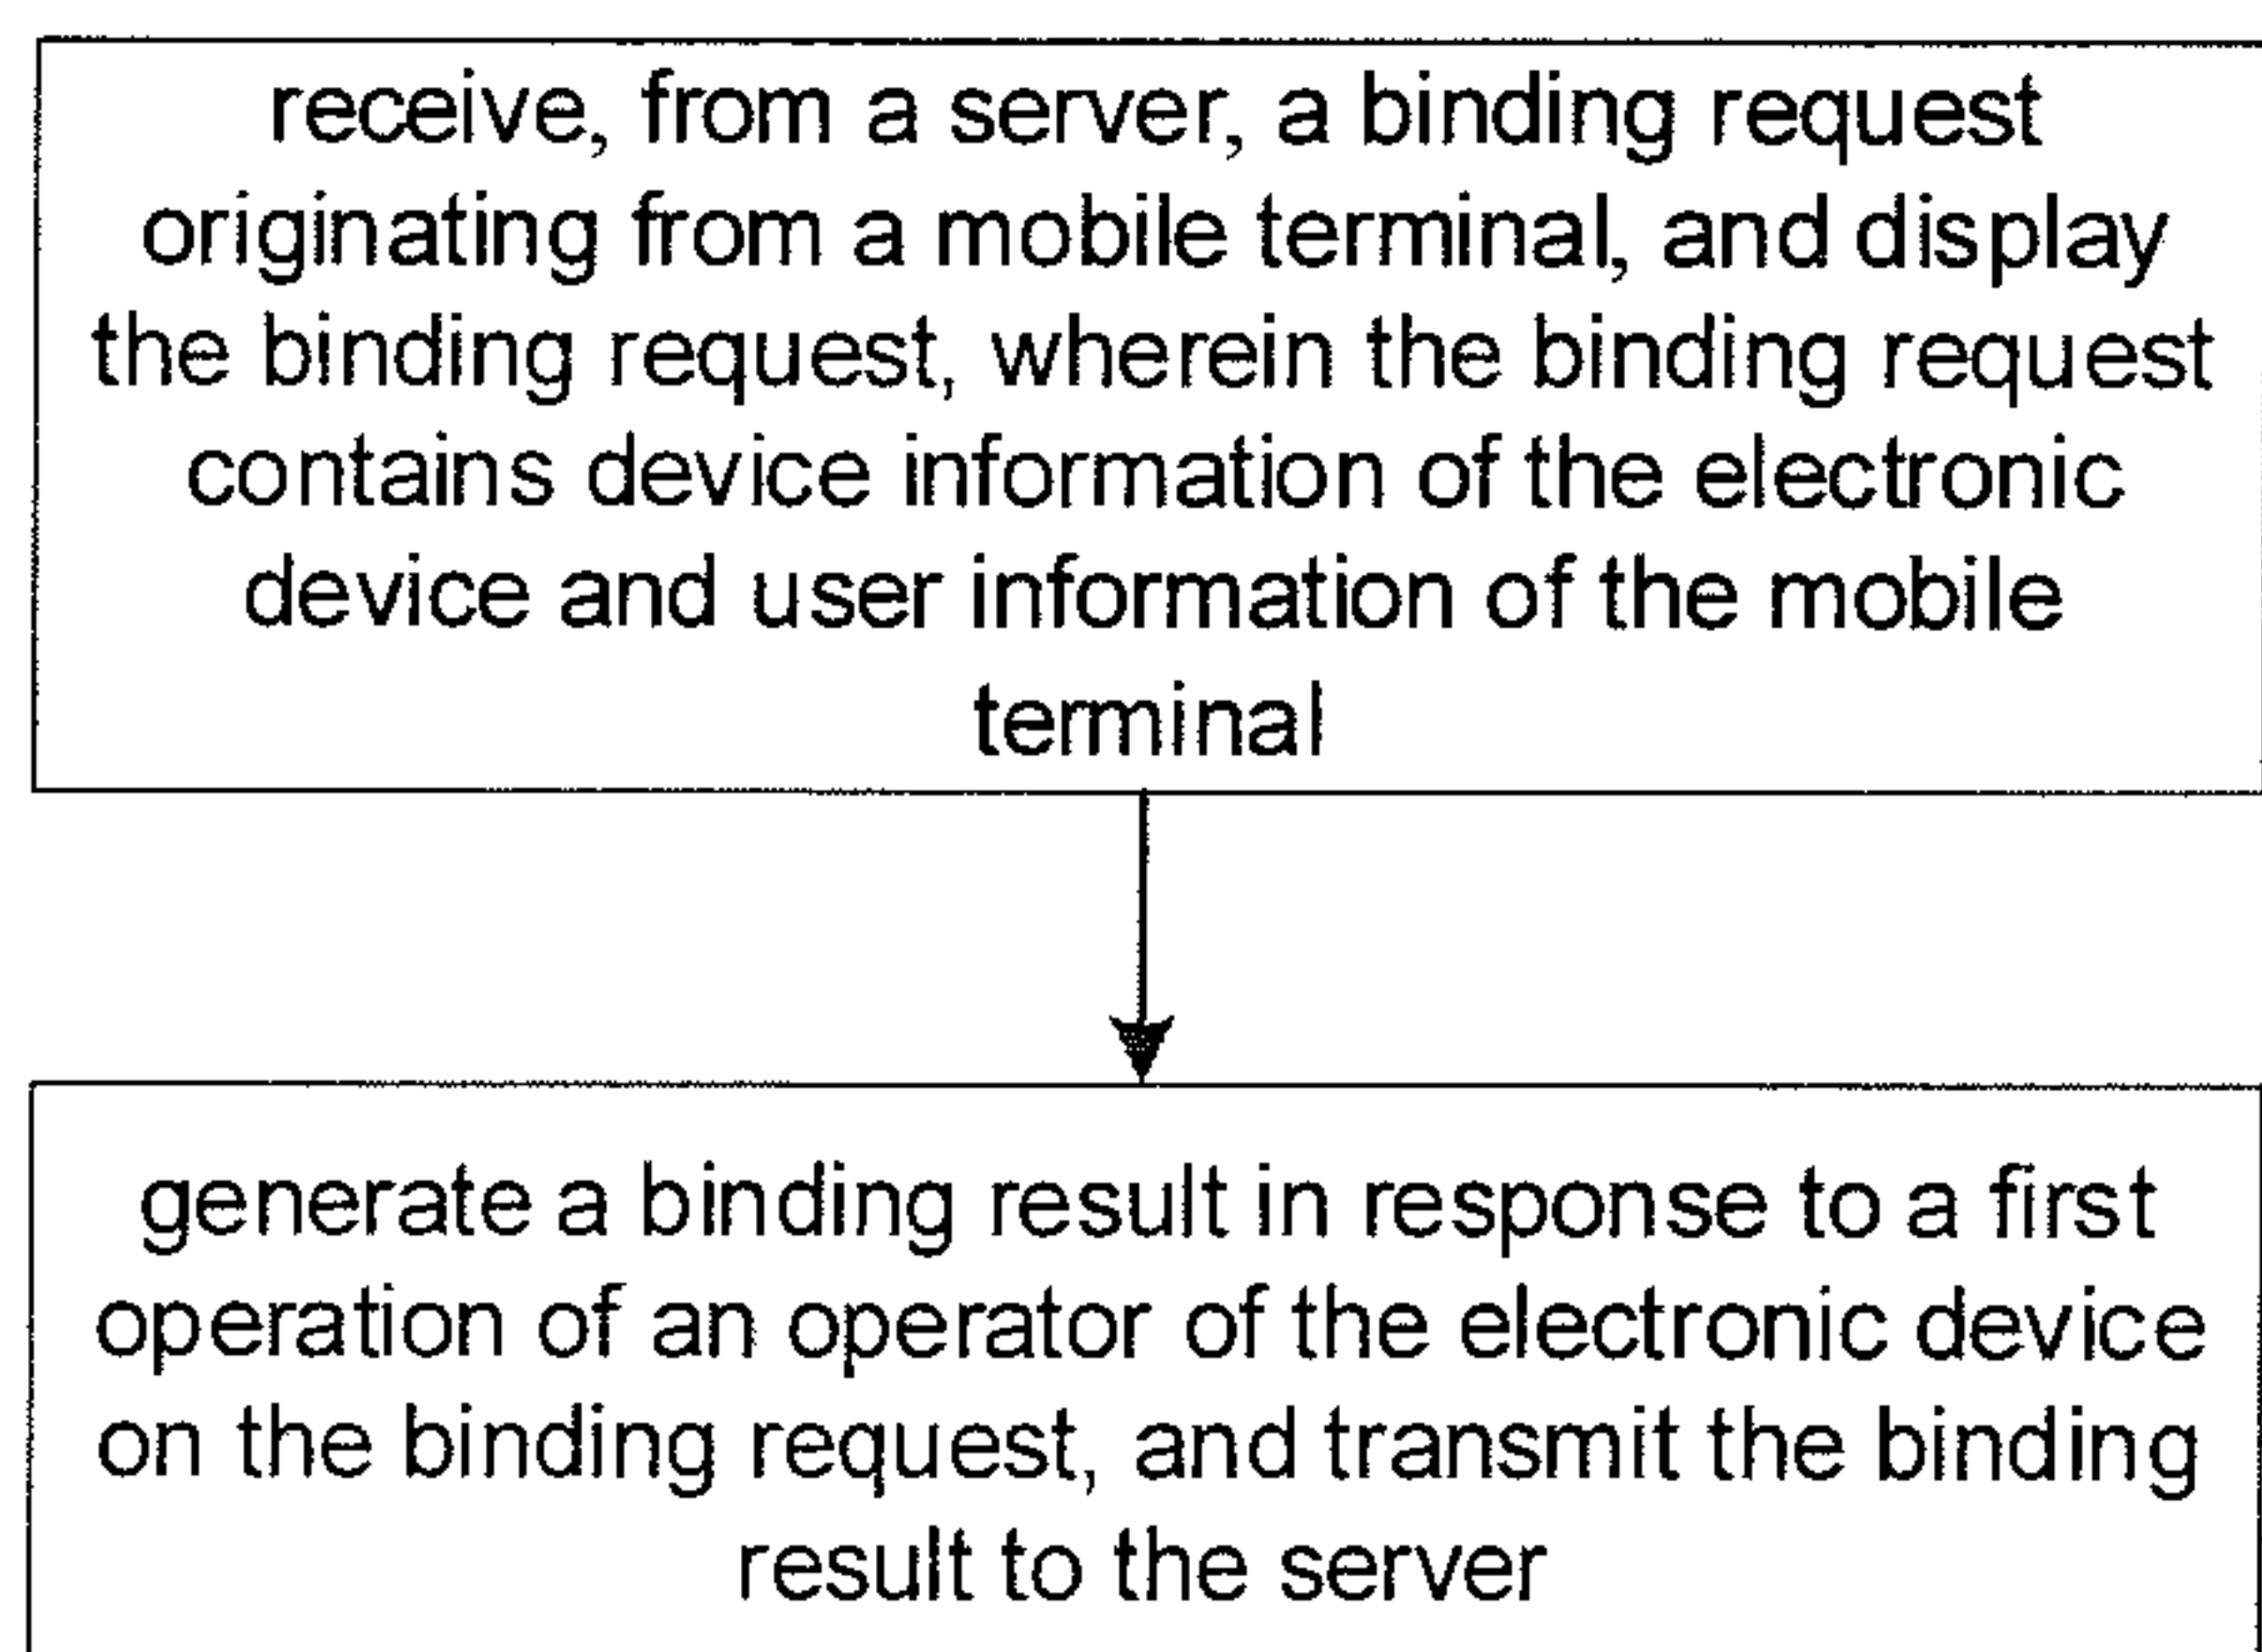 receive, from a server, a binding request
originating from a mobile terminal, and display
the binding request, wherein the binding request
contains device information of the electronic
device and user information of the mobile
terminal
generate a binding result in response to a first
operation of an operator of the electronic device
on the binding request, and transmit the binding
result to the server